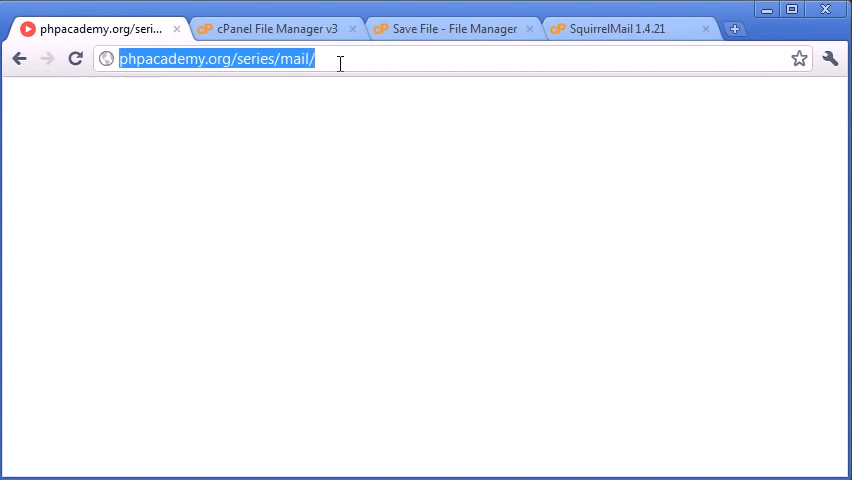 phpacademy.org/seri...
cPanel File Manager v3
Save File - File Manager
SquirrelMail 1.4.21
phpacademy.org/series/mail/